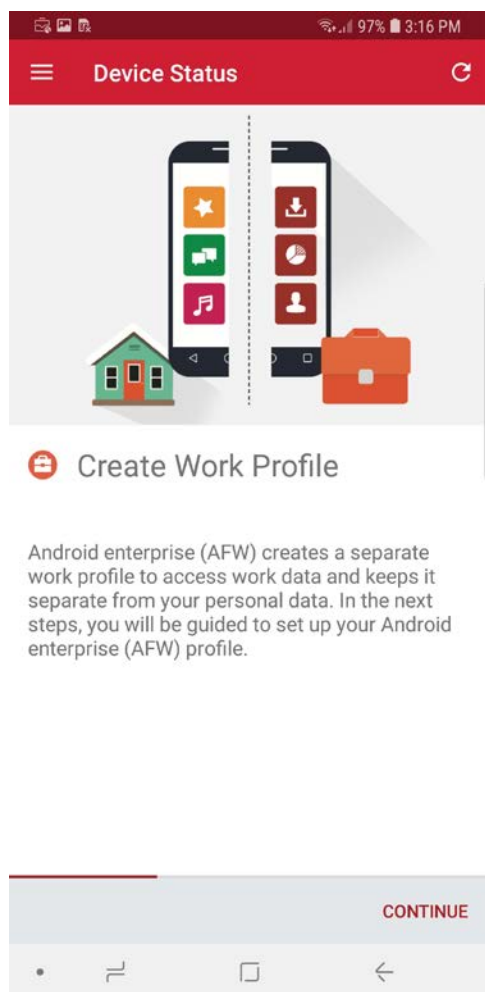 97% 3:16 PM
Device Status
Create Work Profile
Android enterprise (AFW) creates a separate
work profile to access work data and keeps it
separate from your personal data. In the next
steps, you will be guided to set up your Android
enterprise (AFW) profile.
CONTINUE